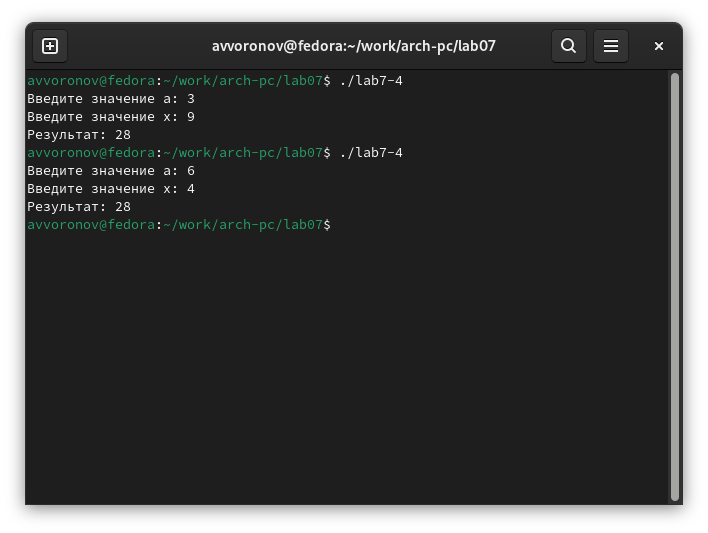 avvoronov@fedora:~/work/arch-pc/lab07
avvoronov@fedora:~/work/arch-pc/lab07$ ./lab7-4
Введите значение a: 3
Введите значение x: 9
Результат: 28
avvoronov@fedora:~/work/arch-pc/lab07$ ./lab7-4
Введите значение a: 6
Введите значение x: 4
Результат: 28
avvoronov@fedora:~/work/arch-pc/lab07$